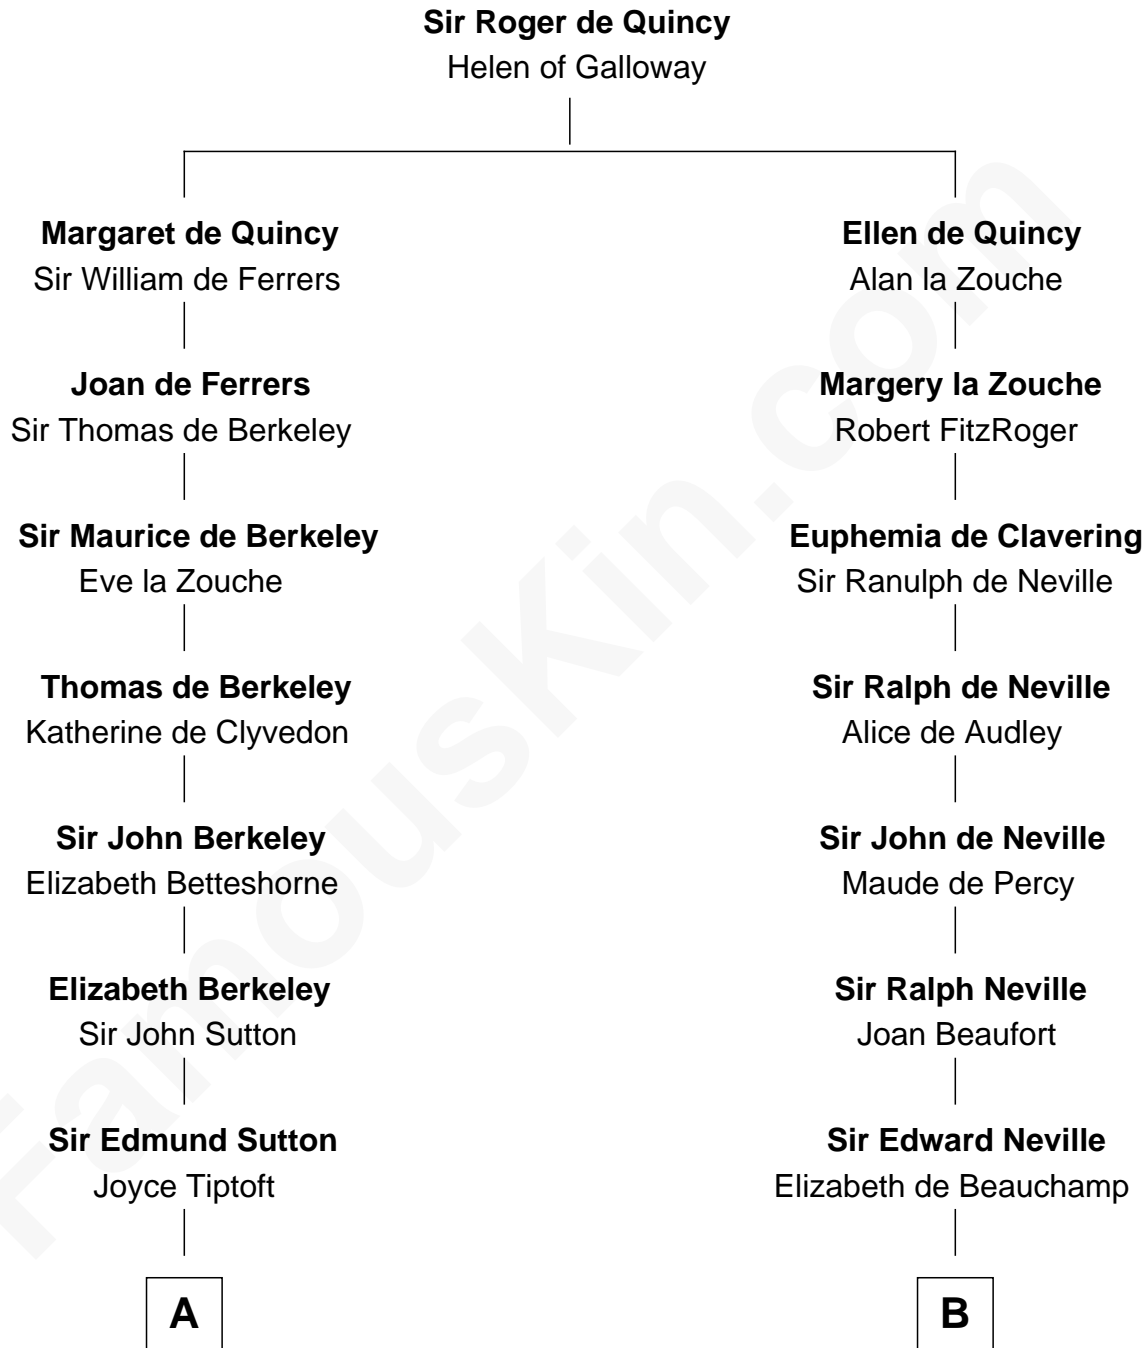 Sir Roger de Quincy
Helen of Galloway
Margaret de Quincy
Sir William de Ferrers
Ellen de Quincy
Alan la Zouche
Joan de Ferrers
Sir Thomas de Berkeley
Margery la Zouche
Robert FitzRoger
Sir Maurice de Berkeley
Eve la Zouche
Euphemia de Clavering
Sir Ranulph de Neville
Thomas de Berkeley
Katherine de Clyvedon
Sir Ralph de Neville
Alice de Audley
Sir John Berkeley
Elizabeth Betteshorne
Sir John de Neville
Maude de Percy
Elizabeth Berkeley
Sir John Sutton
Sir Ralph Neville
Joan Beaufort
Sir Edmund Sutton
Joyce Tiptoft
Sir Edward Neville
Elizabeth de Beauchamp
A
B
FamousKin.com